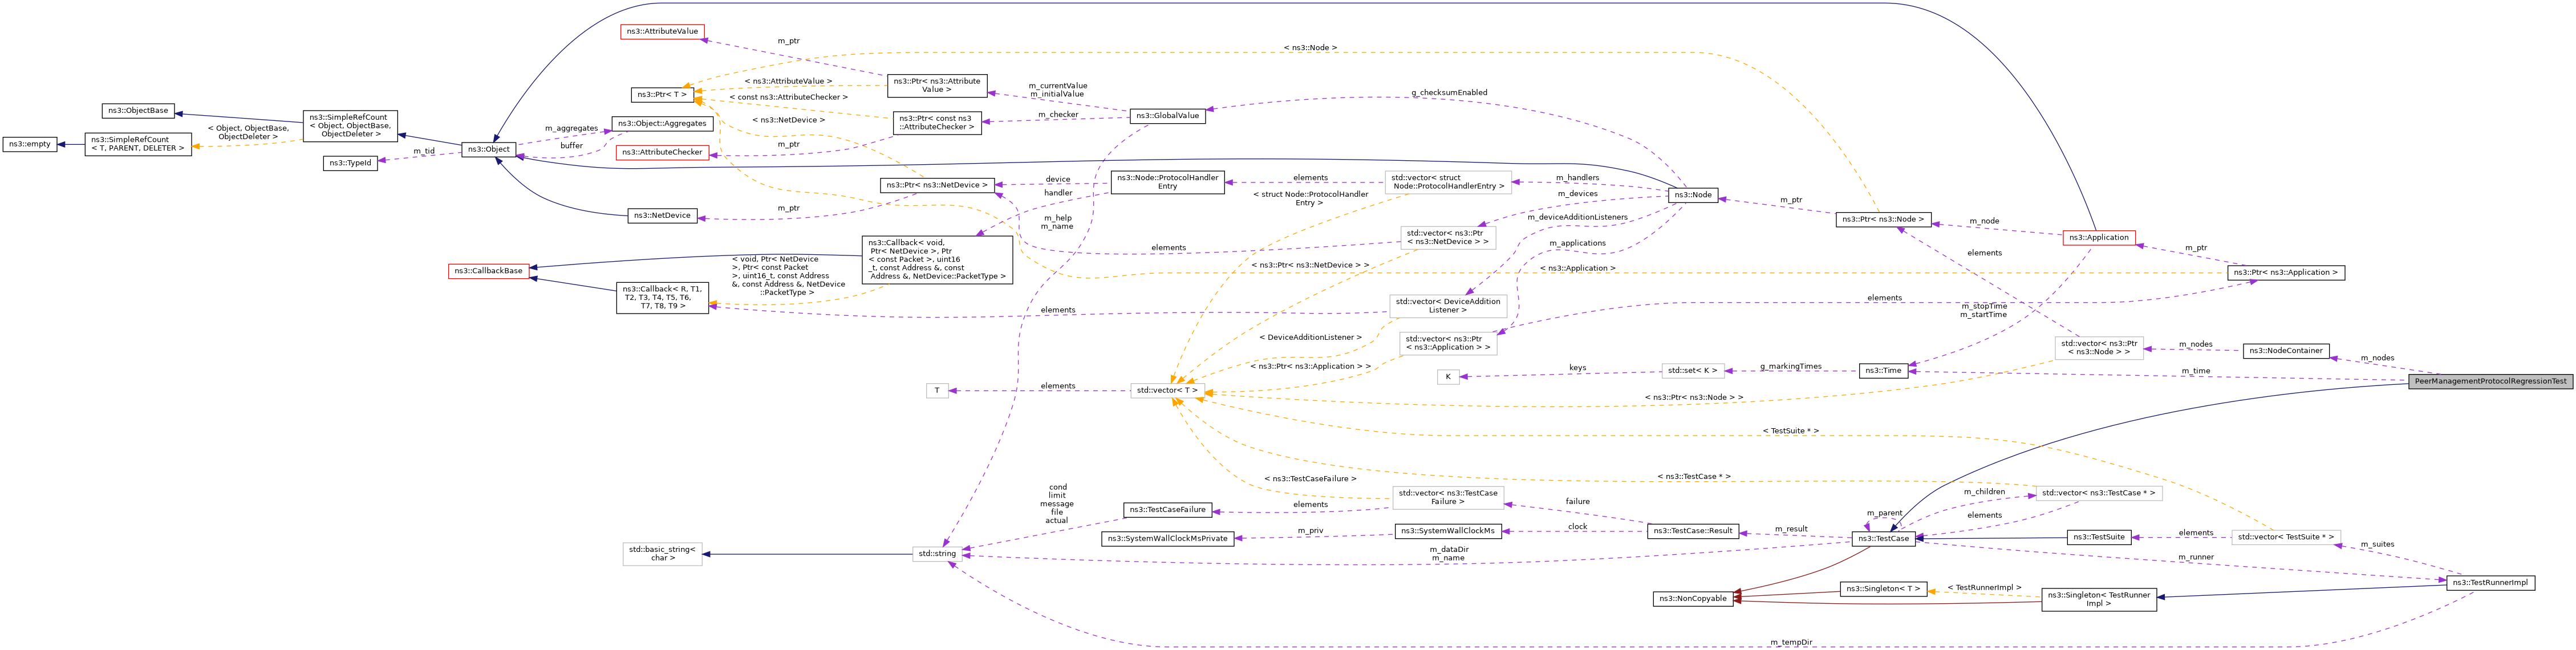 ns3::AttributeValue
m_ptr
< ns3::Node >
ns3::Ptr< T >
< ns3::AttributeValue >
ns3::Ptr< ns3::Attribute
Value >
m_currentValue
m_initialValue
g_checksumEnabled
< const ns3::AttributeChecker >
ns3::ObjectBase
ns3::SimpleRefCount
< Object, ObjectBase,
ObjectDeleter >
ns3::Object::Aggregates
< ns3::NetDevice >
ns3::Ptr< const ns3
::AttributeChecker >
m_checker
ns3::GlobalValue
ns3::empty
ns3::SimpleRefCount
< T, PARENT, DELETER >
< Object, ObjectBase,
ObjectDeleter >
m_aggregates
buffer
ns3::Object
m_tid
ns3::TypeId
ns3::AttributeChecker
m_ptr
ns3::Ptr< ns3::NetDevice >
device
handler
ns3::Node::ProtocolHandler
Entry
elements
std::vector< struct
Node::ProtocolHandlerEntry >
m_handlers
m_devices
ns3::Node
m_ptr
ns3::Ptr< ns3::Node >
m_node
ns3::Application
m_ptr
ns3::Ptr< ns3::Application >
ns3::NetDevice
m_ptr
m_help
m_name
< struct Node::ProtocolHandler
Entry >
m_deviceAdditionListeners
m_applications
std::vector< ns3::Ptr
< ns3::NetDevice > >
elements
elements
ns3::CallbackBase
ns3::Callback< void,
Ptr< NetDevice >, Ptr
< const Packet >, uint16
_t, const Address &, const
Address &, NetDevice::PacketType >
< void, Ptr< NetDevice
>, Ptr< const Packet
>, uint16_t, const Address
&, const Address &, NetDevice
::PacketType >
ns3::Callback< R, T1,
T2, T3, T4, T5, T6,
T7, T8, T9 >
< ns3::Ptr< ns3::NetDevice > >
< ns3::Application >
elements
std::vector< DeviceAddition
Listener >
elements
m_stopTime
m_startTime
< DeviceAdditionListener >
std::vector< ns3::Ptr
< ns3::Application > >
< ns3::Ptr< ns3::Application > >
std::vector< ns3::Ptr
< ns3::Node > >
m_nodes
ns3::NodeContainer
m_nodes
T
elements
std::vector< T >
K
keys
std::set< K >
g_markingTimes
ns3::Time
m_time
PeerManagementProtocolRegressionTest
< ns3::Ptr< ns3::Node > >
< TestSuite * >
< ns3::TestCase * >
< ns3::TestCaseFailure >
cond
limit
message
file
actual
ns3::TestCaseFailure
elements
std::vector< ns3::TestCase
Failure >
failure
m_children
std::vector< ns3::TestCase * >
elements
m_parent
ns3::SystemWallClockMsPrivate
m_priv
ns3::SystemWallClockMs
clock
ns3::TestCase::Result
m_result
ns3::TestCase
ns3::TestSuite
elements
std::vector< TestSuite * >
m_suites
std::basic_string<
char >
std::string
m_dataDir
m_name
m_runner
ns3::NonCopyable
ns3::Singleton< T >
< TestRunnerImpl >
ns3::Singleton< TestRunner
Impl >
ns3::TestRunnerImpl
m_tempDir